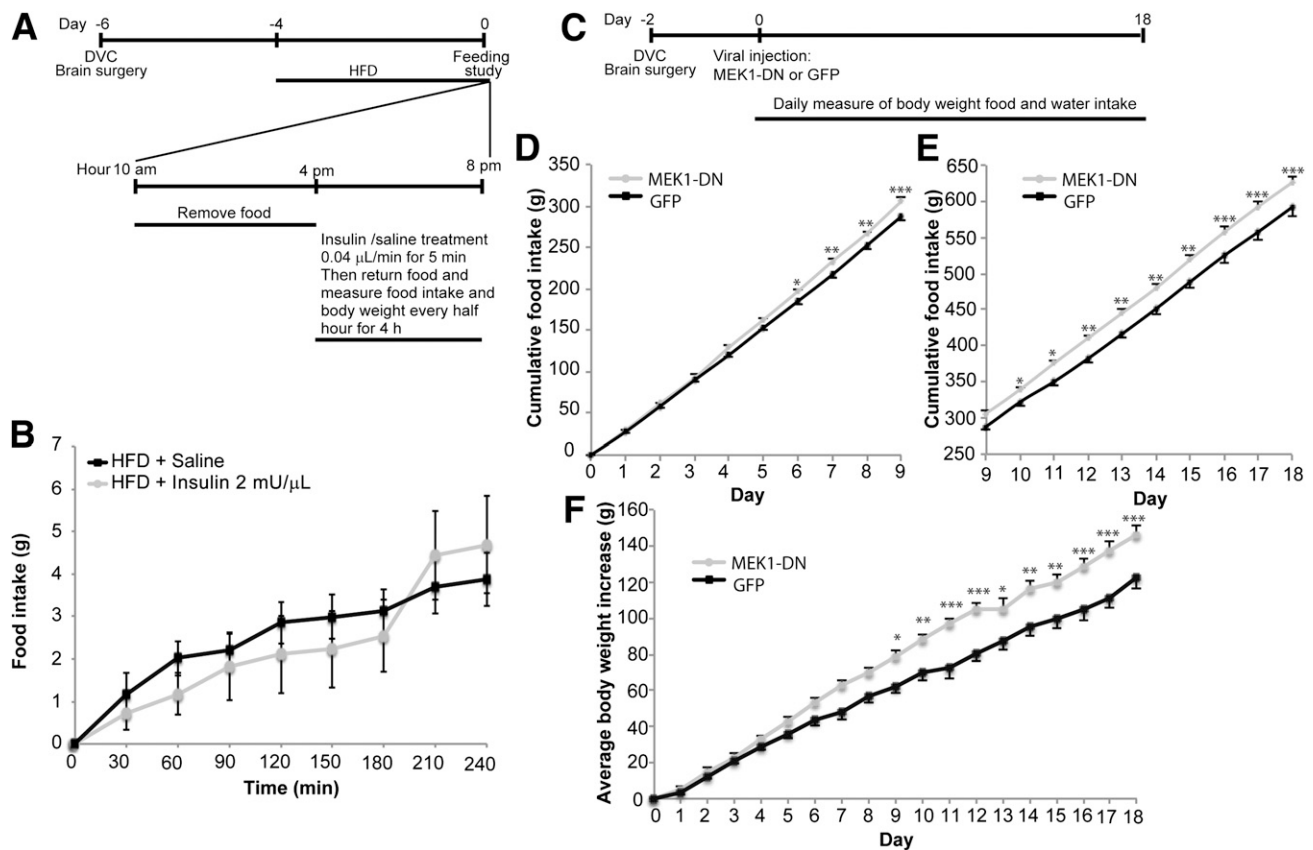 A
Day -6 -4 0
DVC
Brain surgery
Feeding
study
HFD
Hour 10 am 4 pm 8 pm
Remove food
Insulin /saline treatment
0.04 µL/min for 5 min
Then return food and
measure food intake and
body weight every half
hour for 4 h
B
7
6
5
4
3
2
1
0
Food intake (g)
HFD + Saline
HFD + Insulin 2 mU/µL
0 30 60 90 120 150 180 210 240
Time (min)
C
Day -2 0 18
DVC
Brain surgery
Viral injection:
MEK1-DN or GFP
Daily measure of body weight food and water intake
D
350
300
250
200
150
100
50
0
Cumulative food intake (g)
MEK1-DN
GFP
* ** ** ***
0 1 2 3 4 5 6 7 8 9
Day
E
650
600
550
500
450
400
350
300
250
Cumulative food intake (g)
MEK1-DN
GFP
* * ** ** ** ** *** *** ***
9 10 11 12 13 14 15 16 17 18
Day
F
160
140
120
100
80
60
40
20
0
Average body weight increase (g)
MEK1-DN
GFP
* ** *** *** * ** ** *** *** ***
0 1 2 3 4 5 6 7 8 9 10 11 12 13 14 15 16 17 18
Day